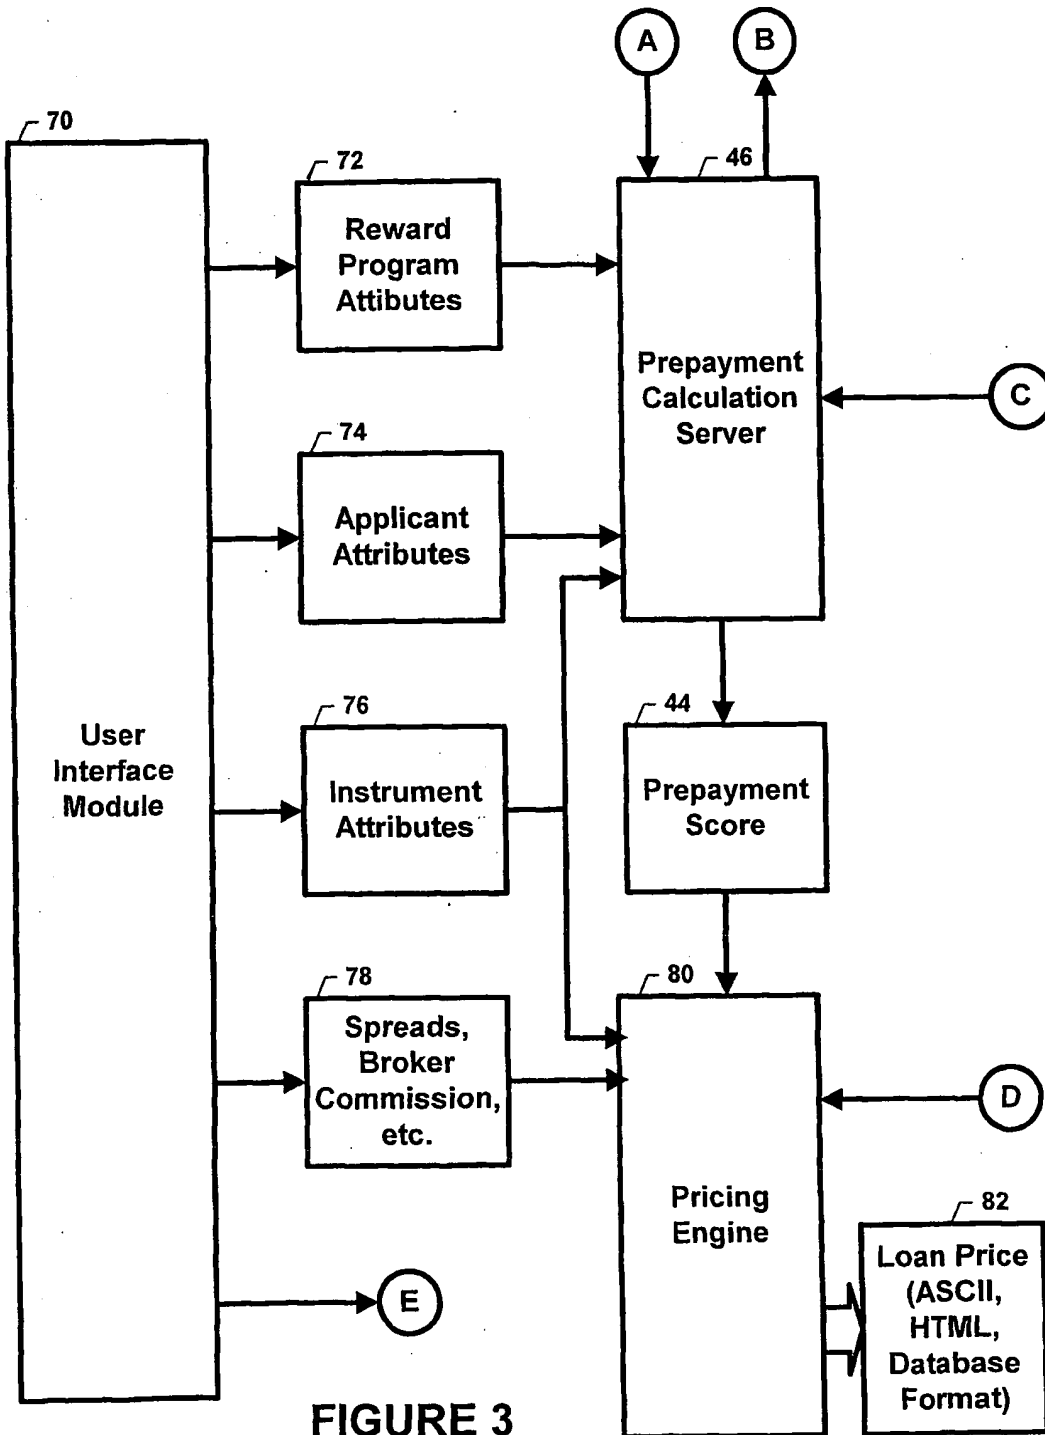 A
B
70
72
46
Reward
Program
Attibutes
Prepayment
Calculation
Server
C
74
Applicant
Attributes
76
44
User
Interface
Module
Instrument
Attributes
Prepayment
Score
78
80
Spreads,
Broker
Commission,
etc.
D
Pricing
Engine
82
Loan Price
(ASCII,
HTML,
Database
Format)
E
FIGURE 3